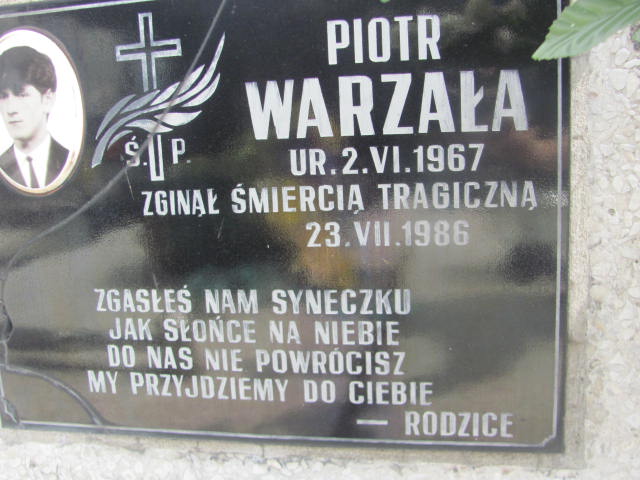 PIOTR
WARZAŁA
Ś. P.
UR. 2. VI. 1967
ZGINĄŁ ŚMIERCIĄ TRAGICZNĄ
23. VII. 1986
ZGASŁEŚ NAM SYNECZKU
JAK SŁOŃCE NA NIEBIE
DO NAS NIE POWRÓCISZ
MY PRZYJDZIEMY DO CIEBIE
— RODZICE